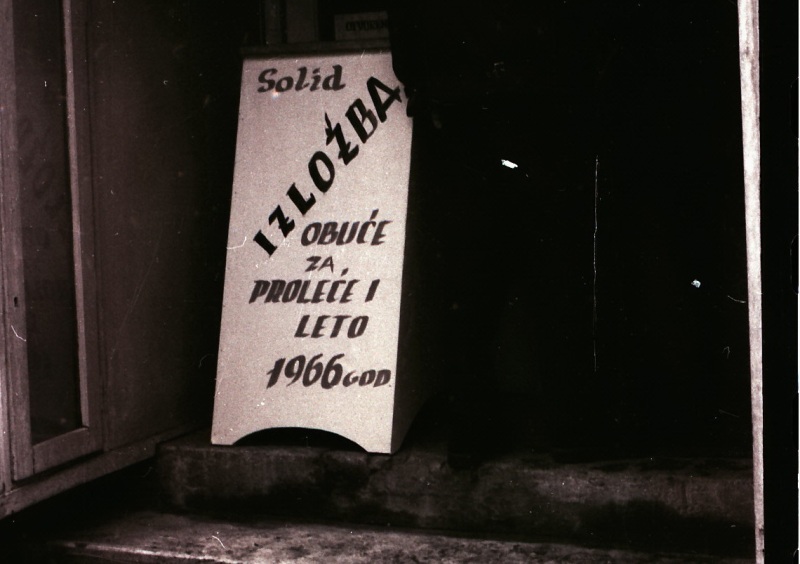 Solid
IZLOŽBA
OBUĆE
ZA
PROLEĆE I
LETO
1966 GOD.